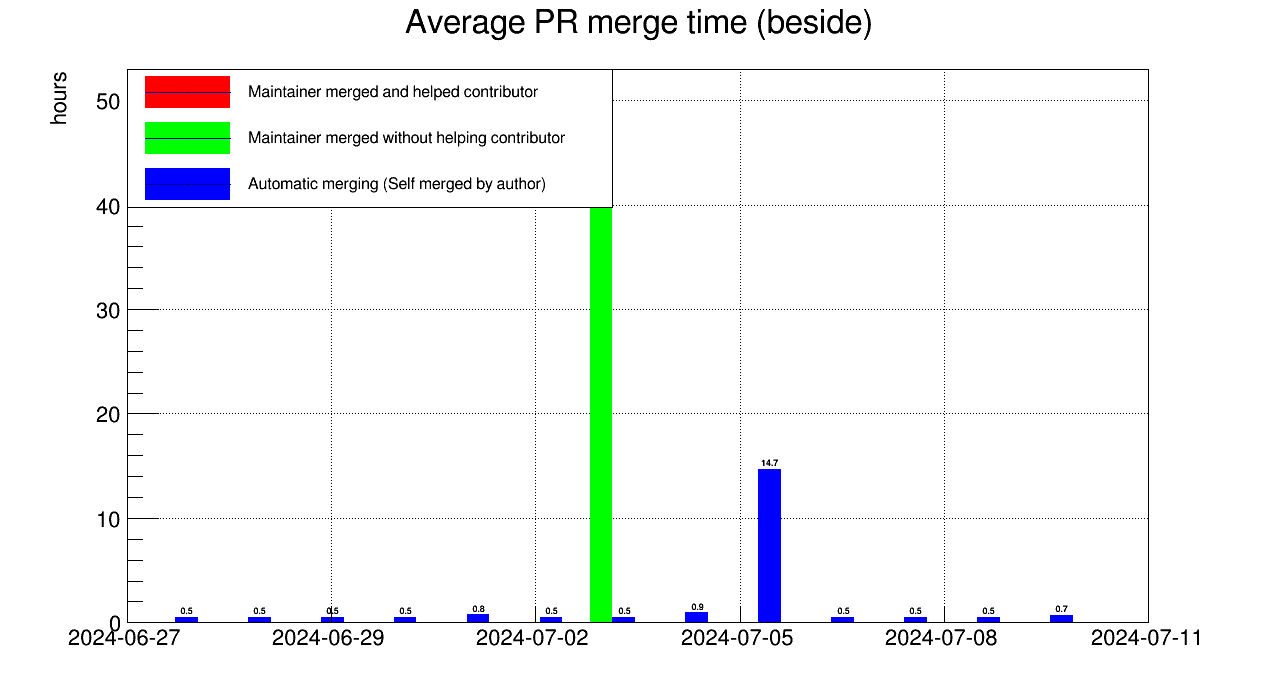 Average PR merge time (beside)
hours
50
40
30
20
10
0
Maintainer merged and helped contributor
Maintainer merged without helping contributor
Automatic merging (Self merged by author)
0.5 0.5 0.5 0.5 0.8 0.5 0.5 0.9 14.7 0.5 0.5 0.5 0.7
2024-06-27 2024-06-29 2024-07-02 2024-07-05 2024-07-08 2024-07-11